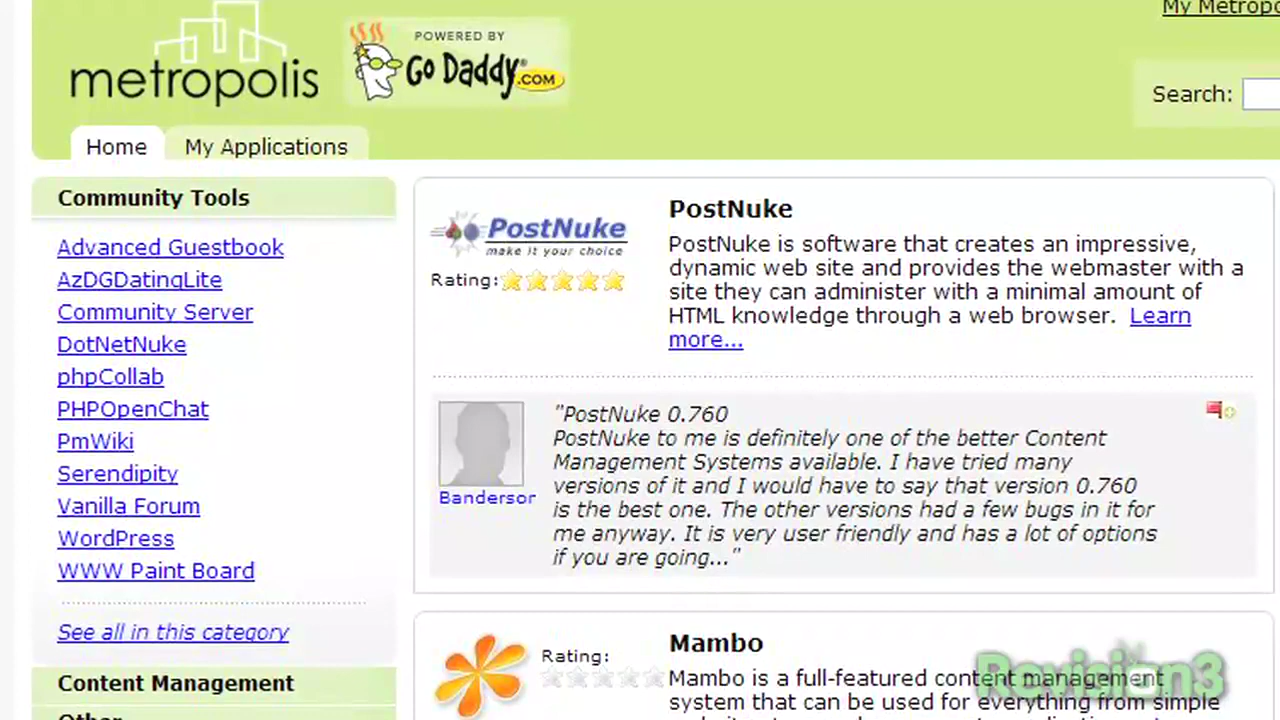 My Metropo
metropolis
POWERED BY
Go Daddy.COM
Search:
Home
My Applications
Community Tools
Advanced Guestbook
AzDGDatingLite
Community Server
DotNetNuke
phpCollab
PHPOpenChat
PmWiki
Serendipity
Vanilla Forum
WordPress
WWW Paint Board
See all in this category
Content Management
Other
PostNuke
make it your choice
Rating:
PostNuke
PostNuke is software that creates an impressive,
dynamic web site and provides the webmaster with a
site they can administer with a minimal amount of
HTML knowledge through a web browser. Learn
more...
Bandersor
"PostNuke 0.760
PostNuke to me is definitely one of the better Content
Management Systems available. I have tried many
versions of it and I would have to say that version 0.760
is the best one. The other versions had a few bugs in it for
me anyway. It is very user friendly and has a lot of options
if you are going..."
Rating:
Mambo
Mambo is a full-featured content management
system that can be used for everything from simple
Revision3